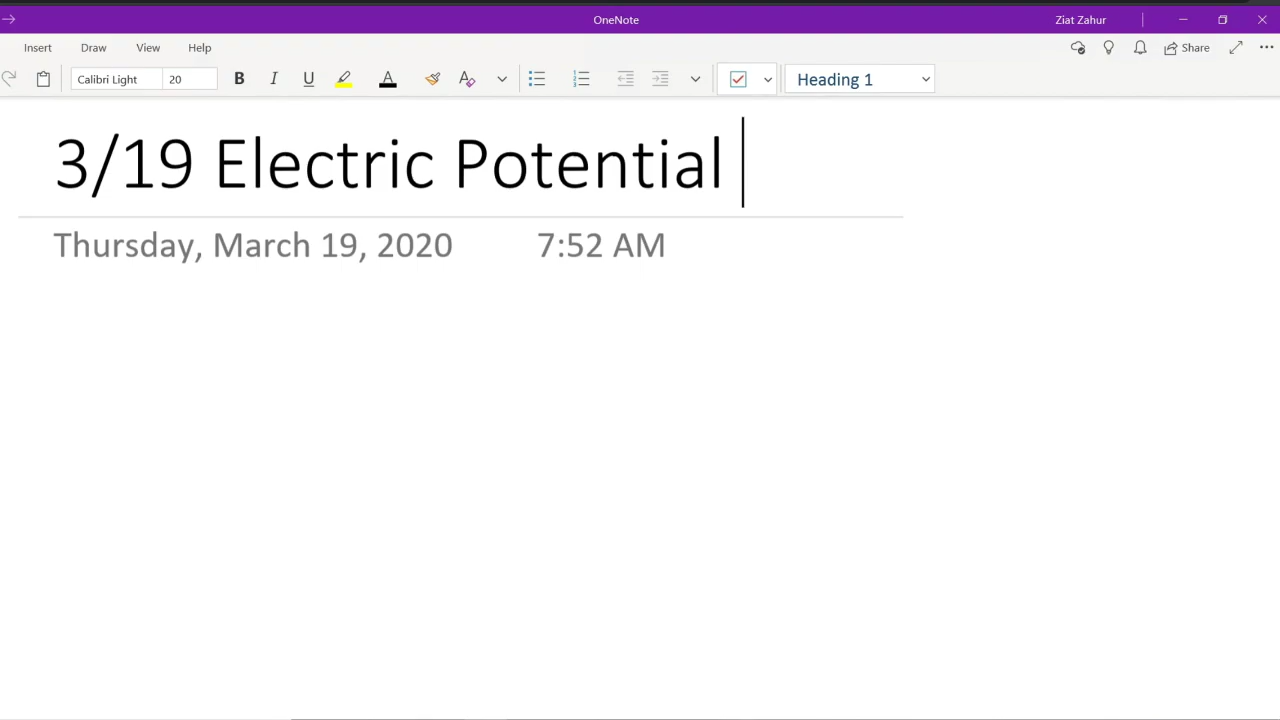 OneNote
Ziat Zahur
Insert Draw View Help
Share
Calibri Light 20 B I U A A Heading 1
3/19 Electric Potential
Thursday, March 19, 2020 7:52 AM